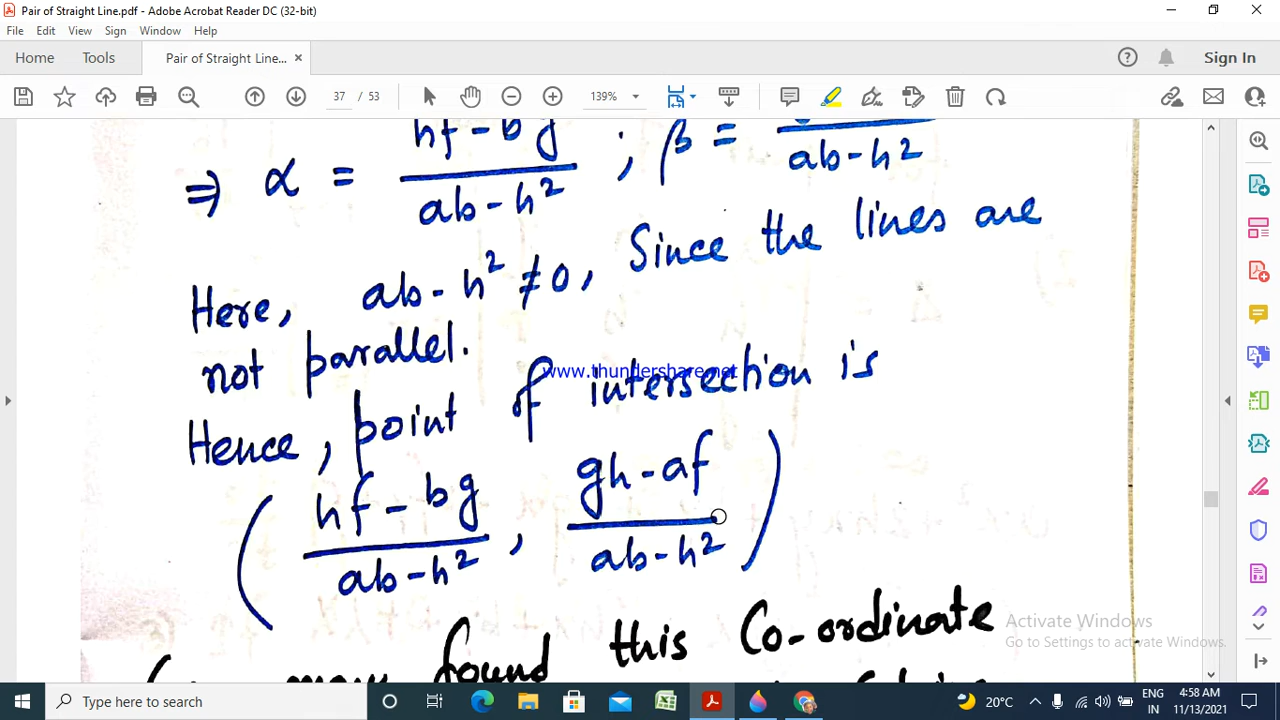 Pair of Straight Line.pdf - Adobe Acrobat Reader DC (32-bit)
File Edit View Sign Window Help
Home Tools Pair of Straight Line... × Sign In
37 / 53 139%
⇒ α = hf - bg / ab - h² ; β = / ab - h²
Here, ab - h² ≠ 0, Since the lines are
not parallel.
www.thundershare.net
Hence, point of intersection is
( hf - bg / ab - h² , gh - af / ab - h² )
found this Co-ordinate
Activate Windows
Go to Settings to activate Windows.
Type here to search
20°C ENG IN 4:58 AM 11/13/2021